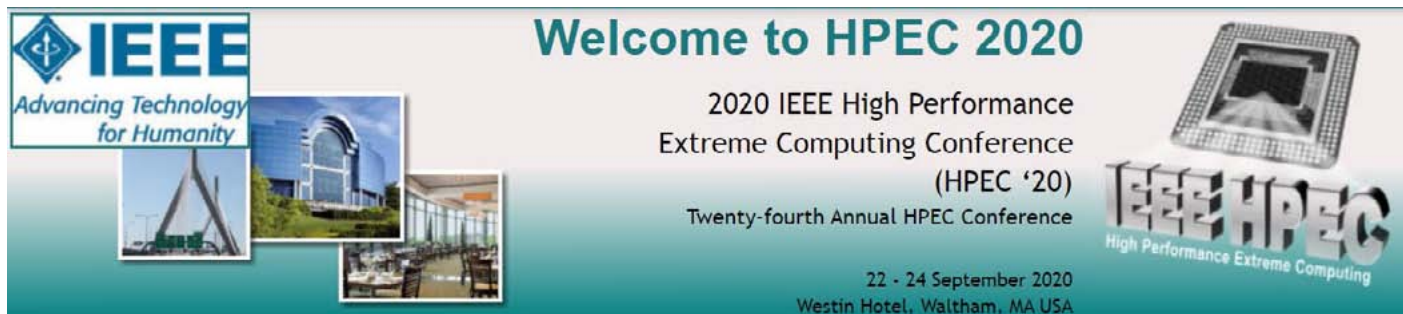 IEEE
Advancing Technology
for Humanity
Welcome to HPEC 2020
2020 IEEE High Performance
Extreme Computing Conference
(HPEC ‘20)
Twenty-fourth Annual HPEC Conference
22 - 24 September 2020
Westin Hotel, Waltham, MA USA
IEEE HPEC
High Performance Extreme Computing